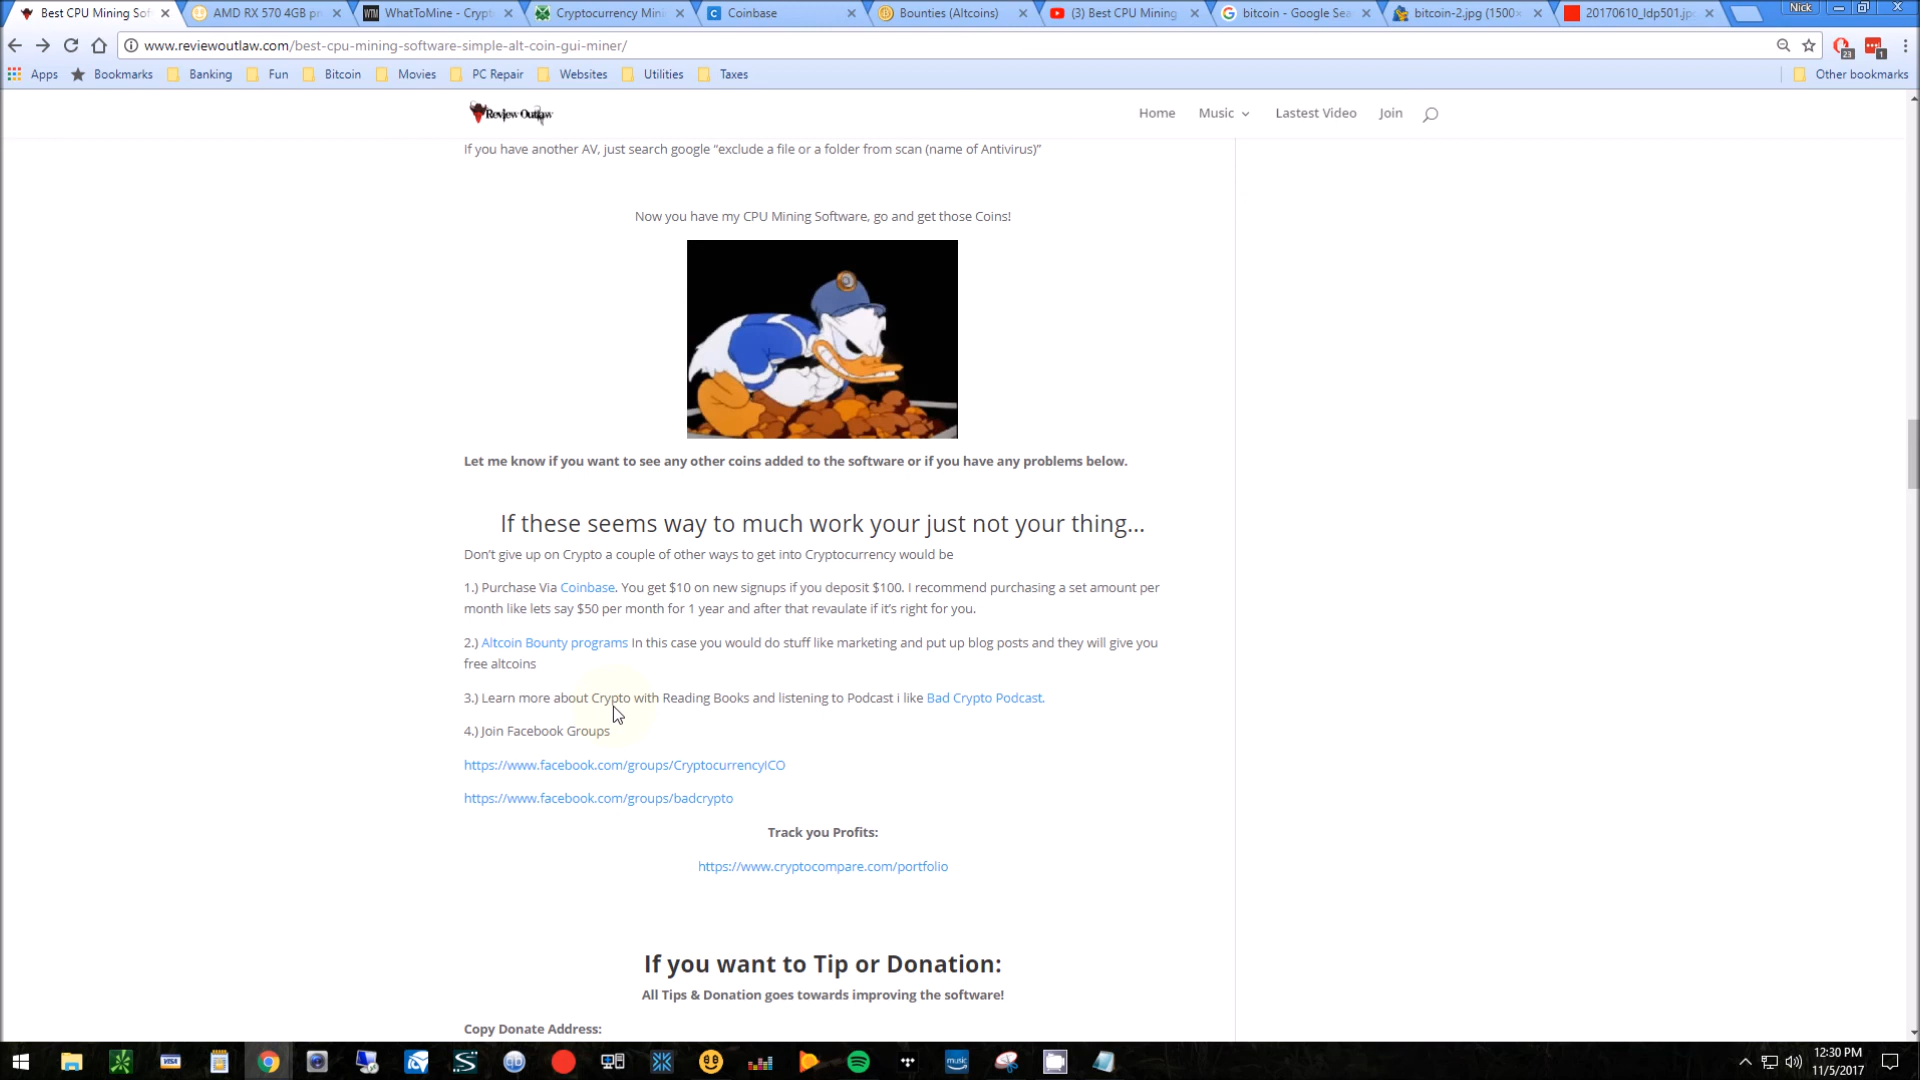 Best CPU Mining Sof
AMD RX 570 4GB pr
WhatToMine - Crypt
Cryptocurrency Mini
Coinbase
Bounties (Altcoins)
(3) Best CPU Mining
bitcoin - Google Sea
bitcoin-2.jpg (1500×
20170610_ldp501.jpg
Nick
www.reviewoutlaw.com/best-cpu-mining-software-simple-alt-coin-gui-miner/
23
1
Apps
Bookmarks
Banking
Fun
Bitcoin
Movies
PC Repair
Websites
Utilities
Taxes
Other bookmarks
Review Outlaw
Home
Music
Lastest Video
Join
If you have another AV, just search google “exclude a file or a folder from scan (name of Antivirus)”
Now you have my CPU Mining Software, go and get those Coins!
Let me know if you want to see any other coins added to the software or if you have any problems below.
If these seems way to much work your just not your thing…
Don’t give up on Crypto a couple of other ways to get into Cryptocurrency would be
1.) Purchase Via Coinbase. You get $10 on new signups if you deposit $100. I recommend purchasing a set amount per
month like lets say $50 per month for 1 year and after that revaulate if it’s right for you.
2.) Altcoin Bounty programs In this case you would do stuff like marketing and put up blog posts and they will give you
free altcoins
3.) Learn more about Crypto with Reading Books and listening to Podcast i like Bad Crypto Podcast.
4.) Join Facebook Groups
https://www.facebook.com/groups/CryptocurrencyICO
https://www.facebook.com/groups/badcrypto
Track you Profits:
https://www.cryptocompare.com/portfolio
If you want to Tip or Donation:
All Tips & Donation goes towards improving the software!
Copy Donate Address:
VISA
music
12:30 PM
11/5/2017